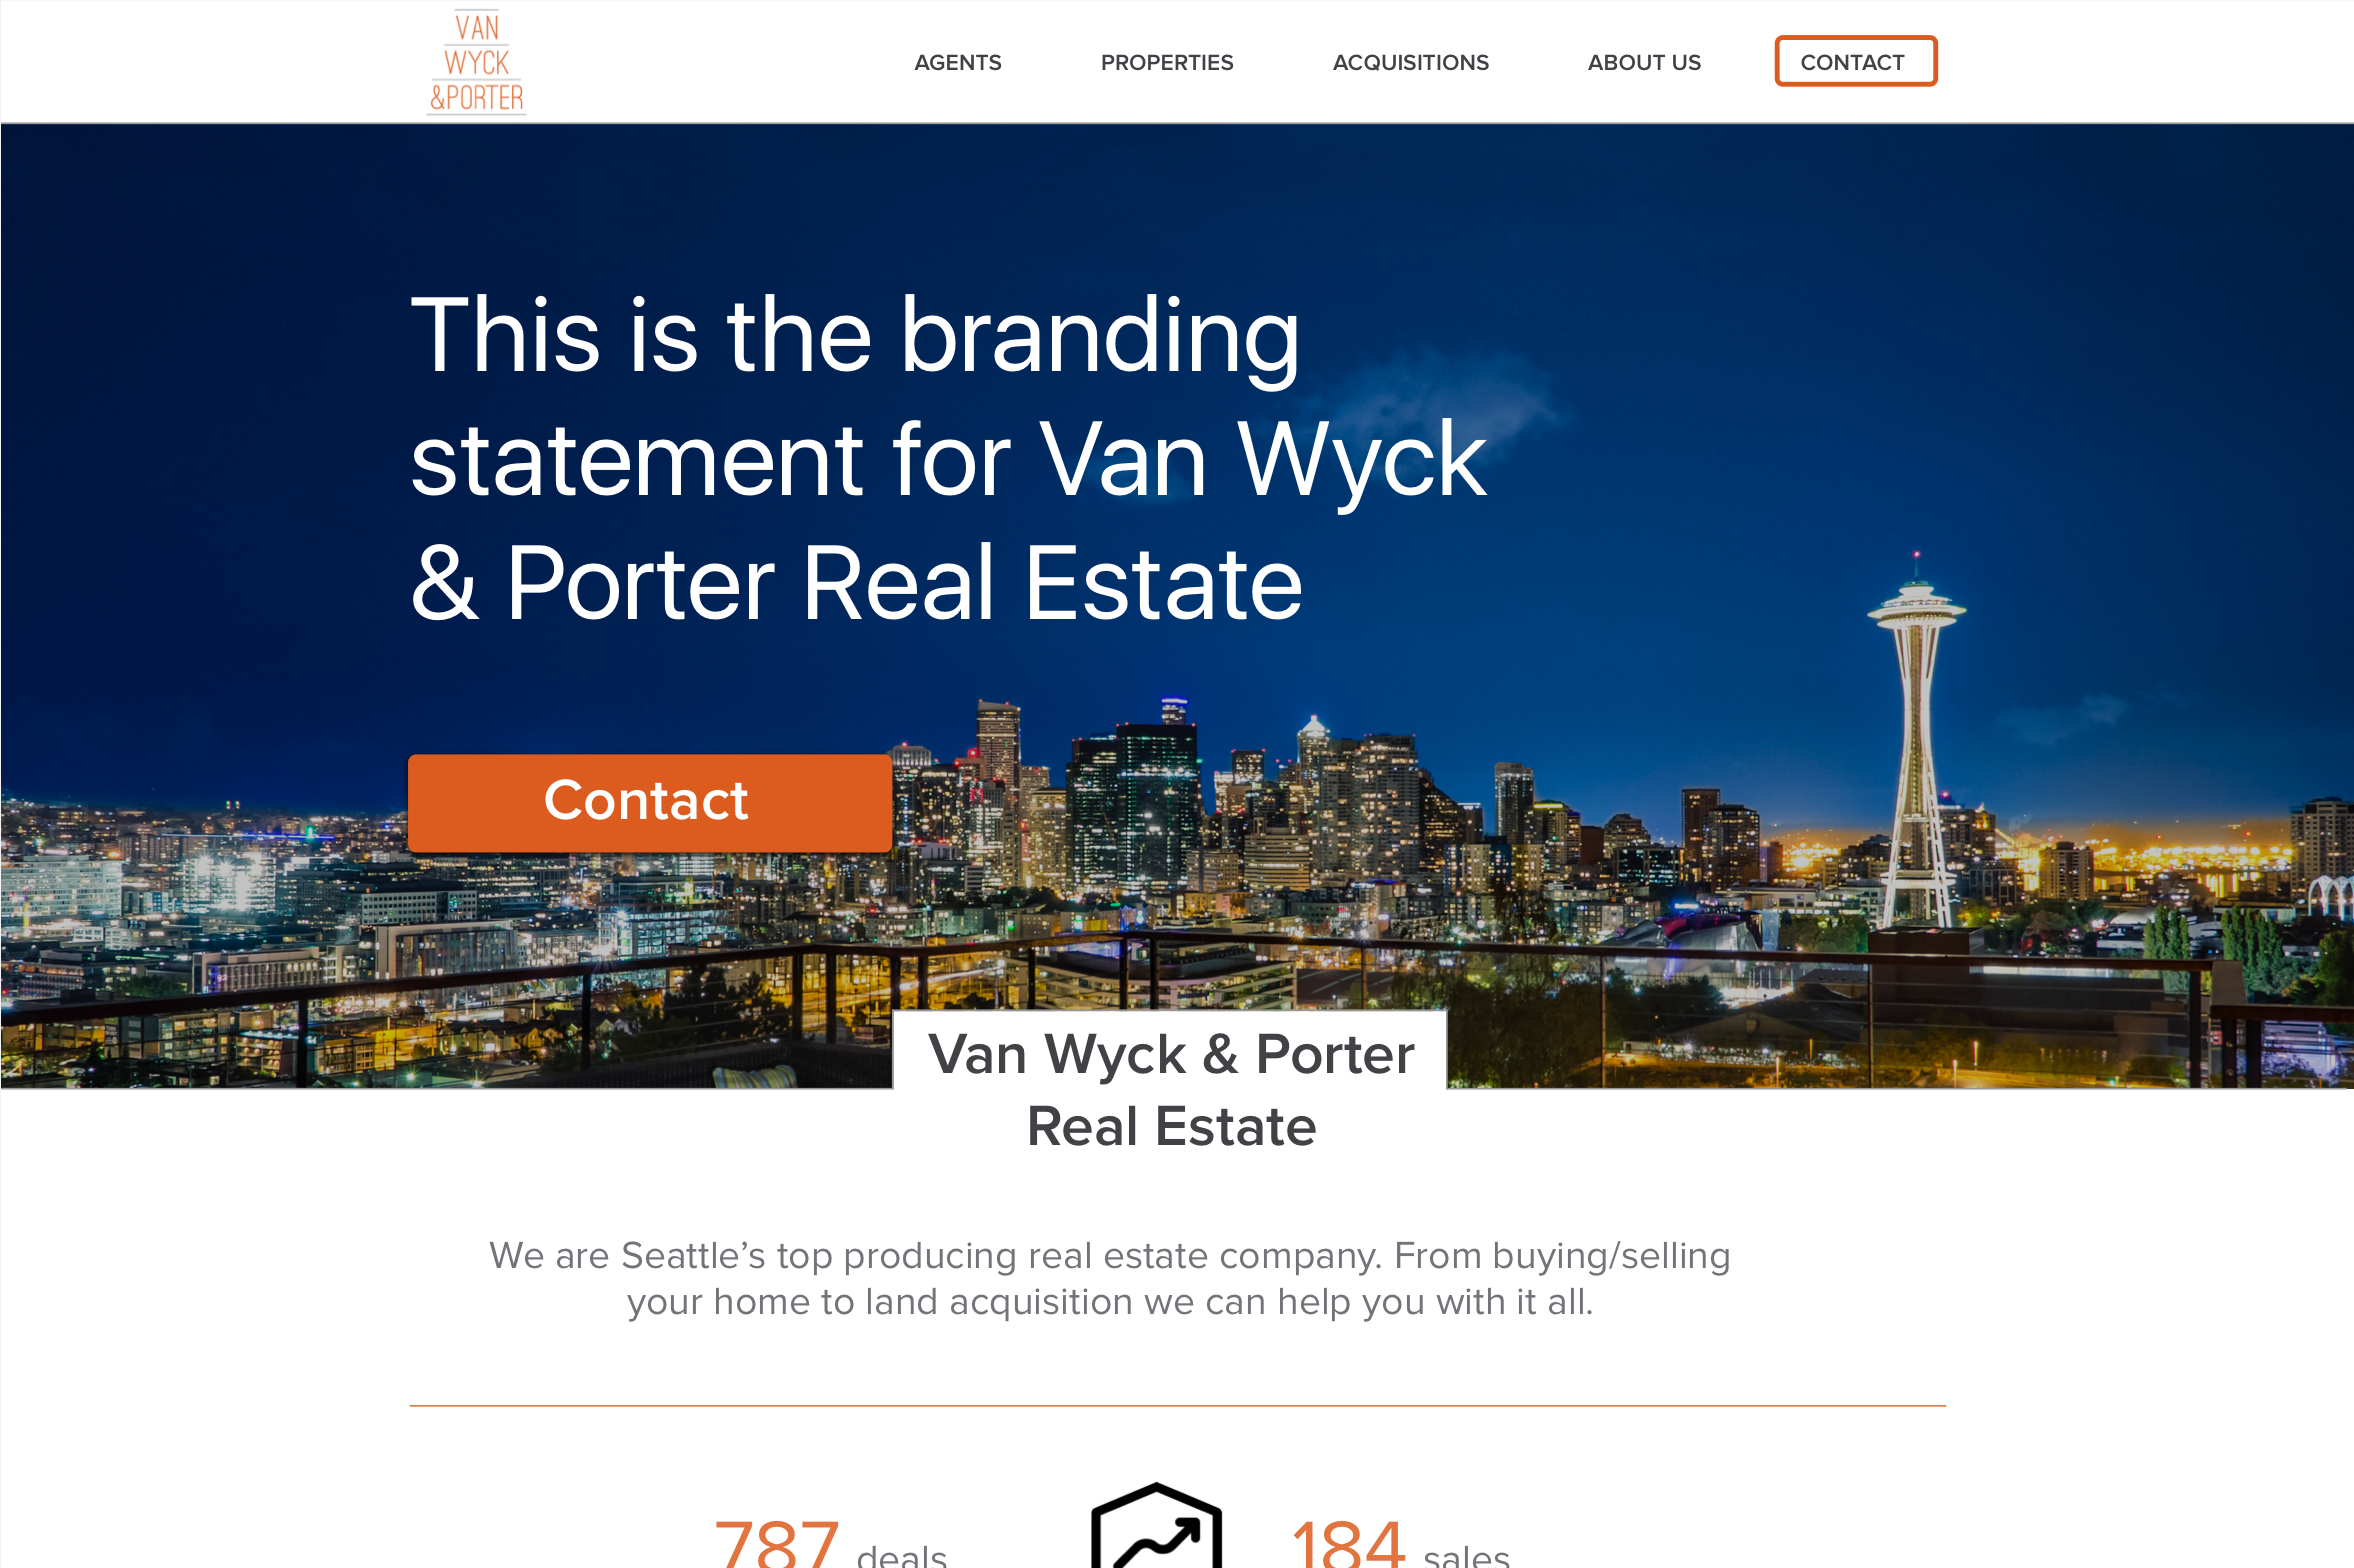 VAN
WYCK
&PORTER
AGENTS PROPERTIES ACQUISITIONS ABOUT US CONTACT
This is the branding
statement for Van Wyck
& Porter Real Estate
Contact
Van Wyck & Porter
Real Estate
We are Seattle’s top producing real estate company. From buying/selling
your home to land acquisition we can help you with it all.
787 deals 184 sales